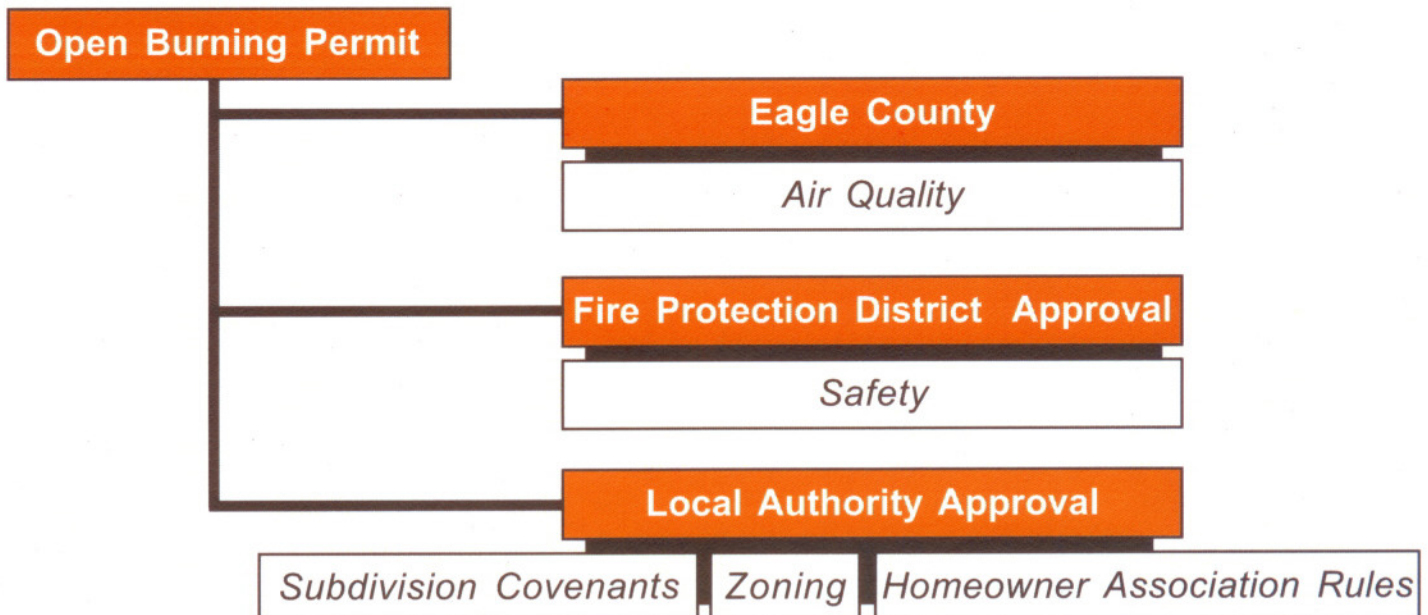 Open Burning Permit
Eagle County
Air Quality
Fire Protection District Approval
Safety
Local Authority Approval
Subdivision Covenants
Zoning
Homeowner Association Rules